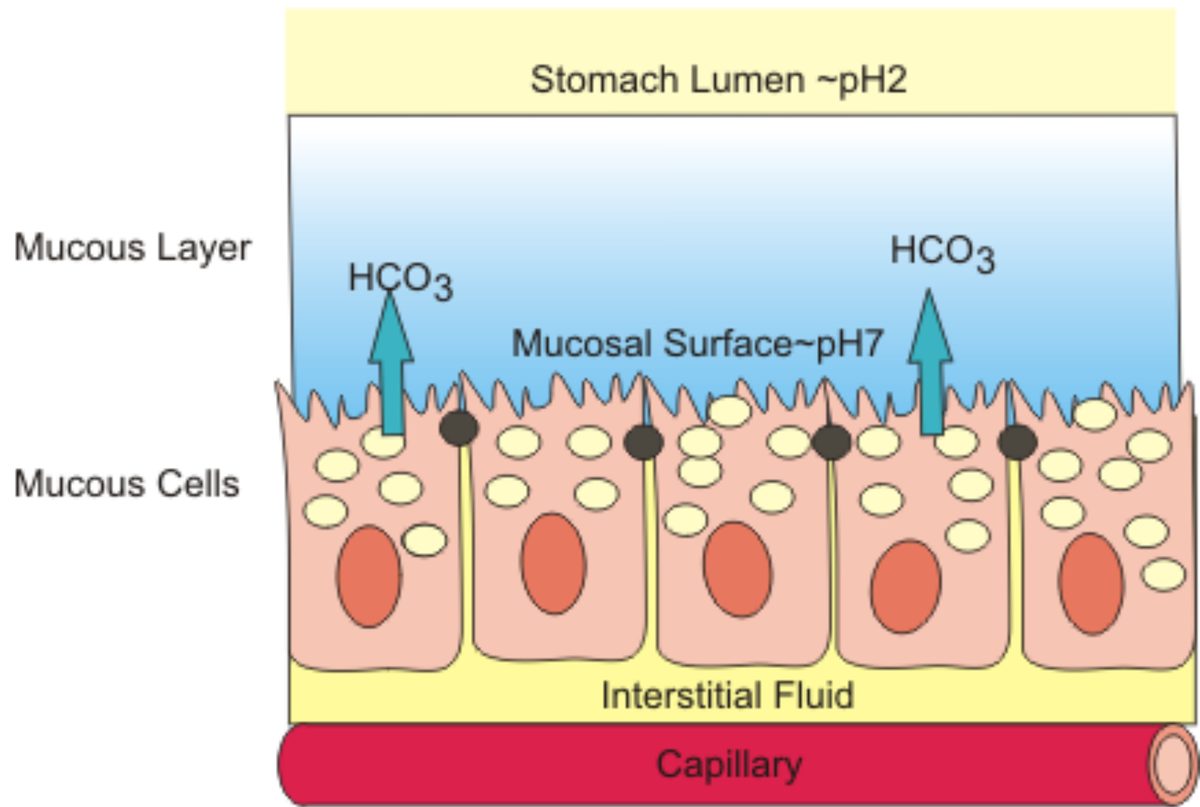 Stomach Lumen ~pH2
Mucous Layer
HCO3
HCO3
Mucosal Surface~pH7
Mucous Cells
Interstitial Fluid
Capillary